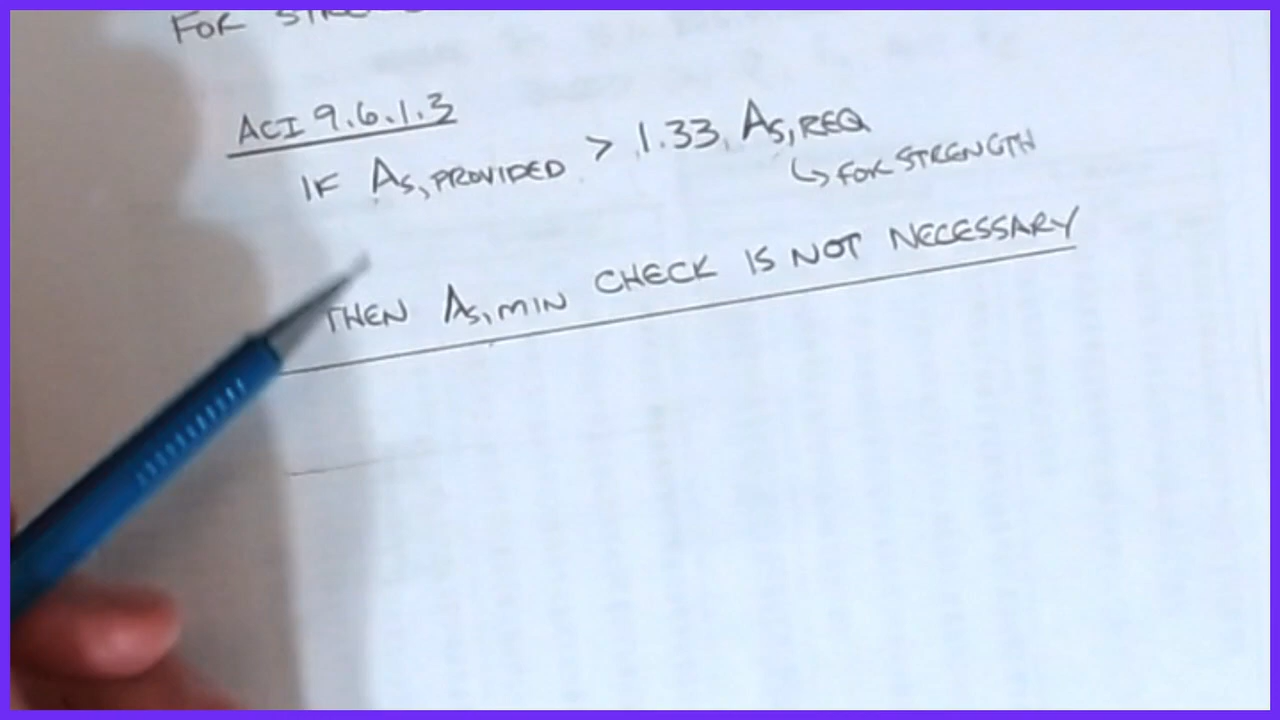 FOR
ACI 9.6.1.3
IF As,PROVIDED > 1.33 As,REQ
↳ FOR STRENGTH
THEN As,MIN CHECK IS NOT NECESSARY